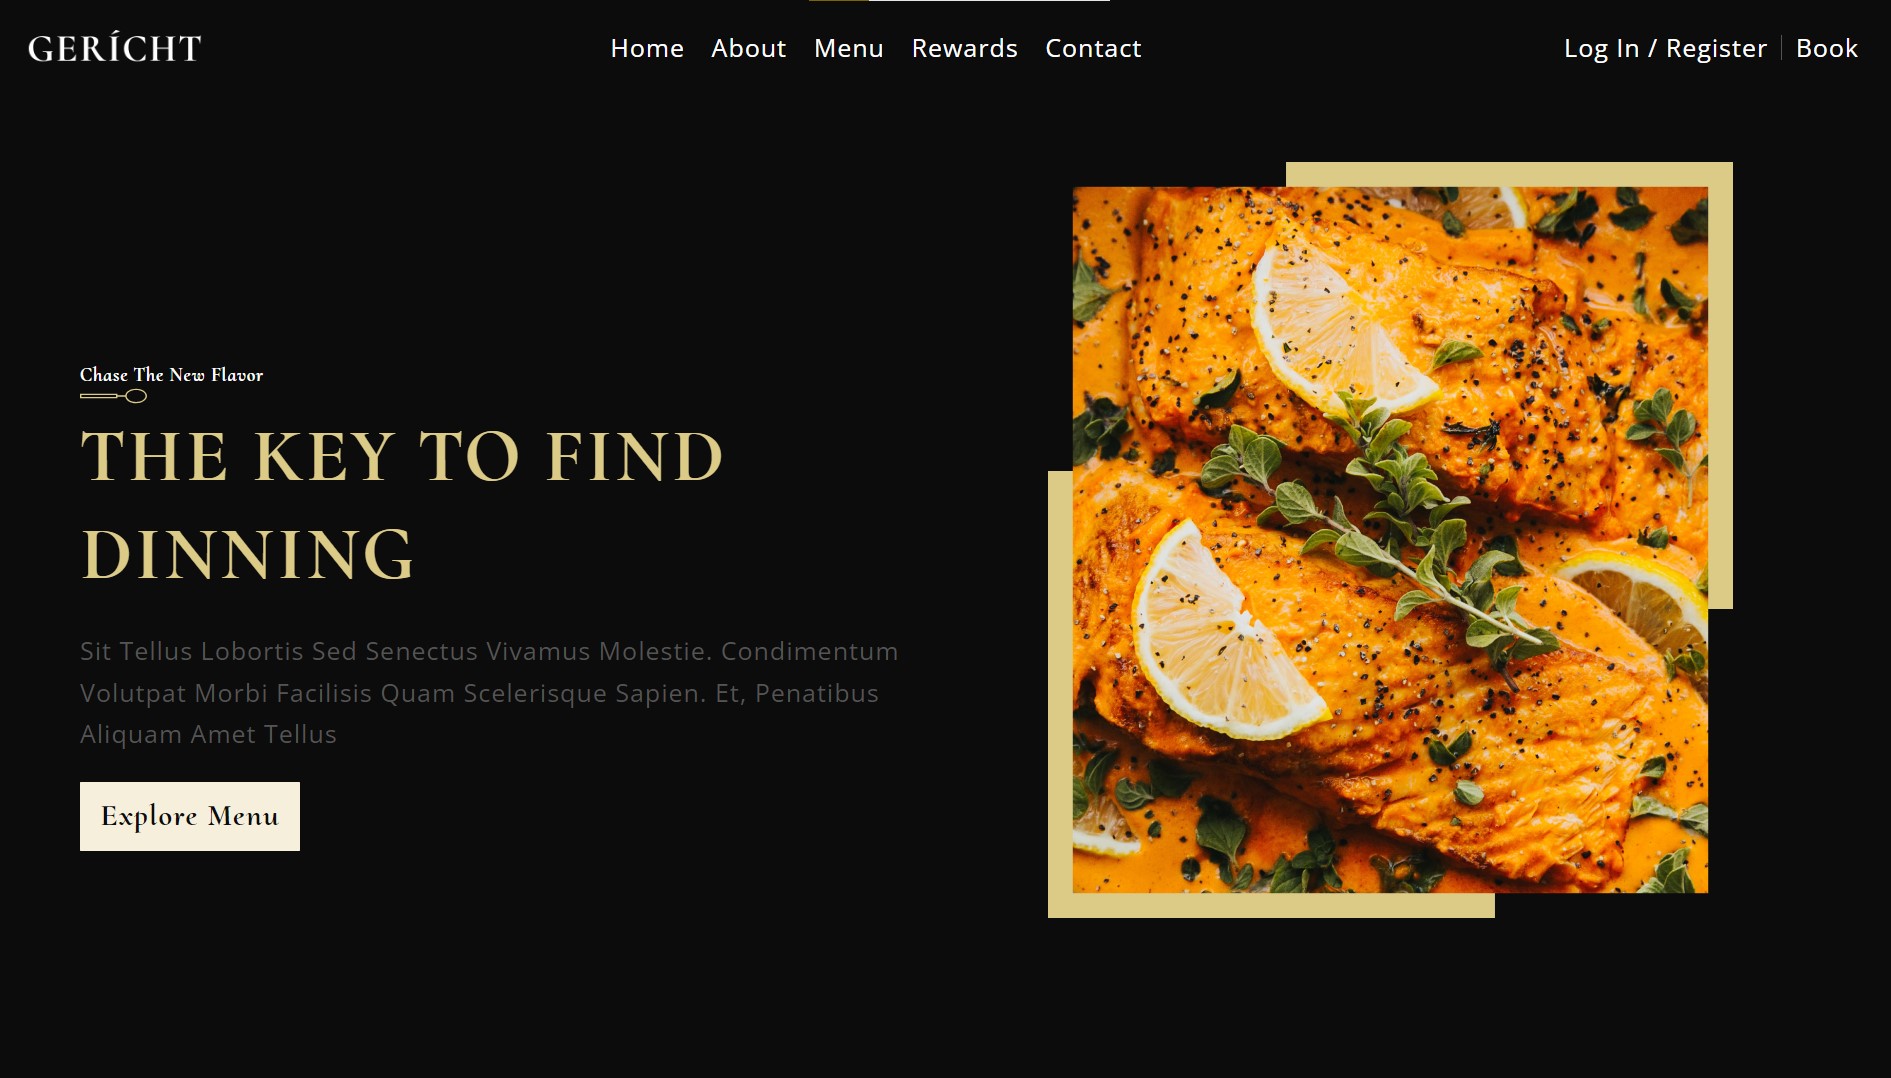 GERÍCHT
Home About Menu Rewards Contact
Log In / Register Book
Chase The New Flavor
THE KEY TO FIND
DINNING
Sit Tellus Lobortis Sed Senectus Vivamus Molestie. Condimentum
Volutpat Morbi Facilisis Quam Scelerisque Sapien. Et, Penatibus
Aliquam Amet Tellus
Explore Menu